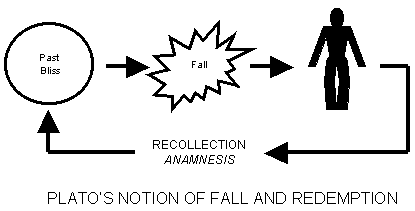 Past
Bliss
Fall
RECOLLECTION
ANAMNESIS
PLATO'S NOTION OF FALL AND REDEMPTION